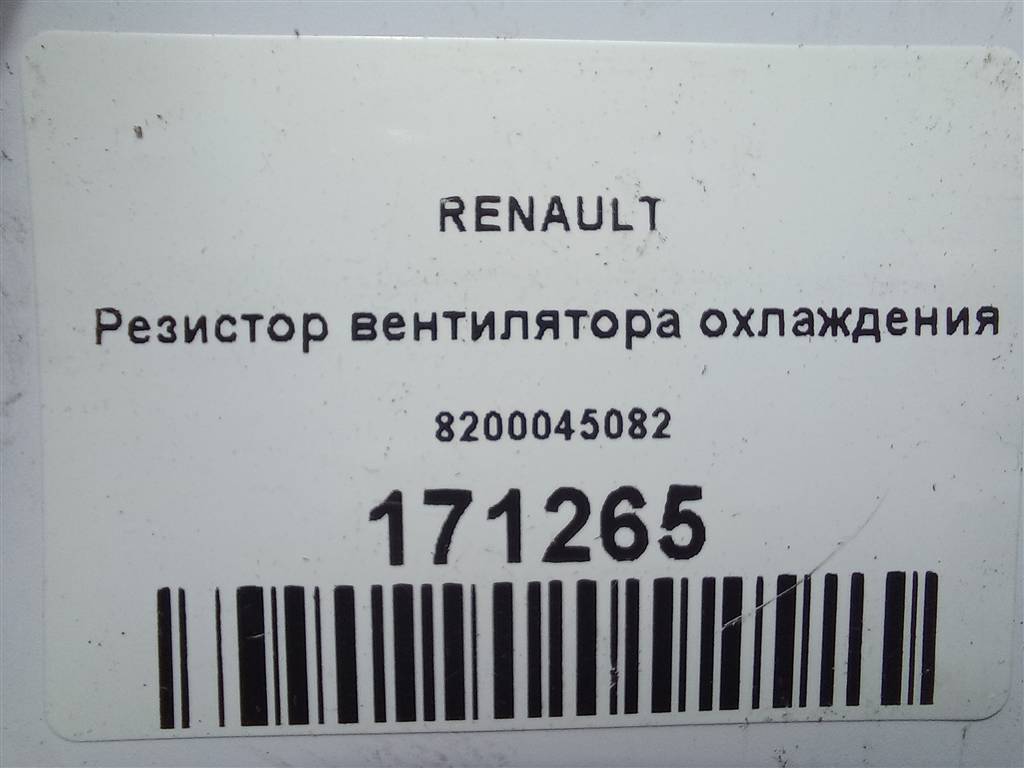 RENAULT
Резистор вентилятора охлаждения
8200045082
171265